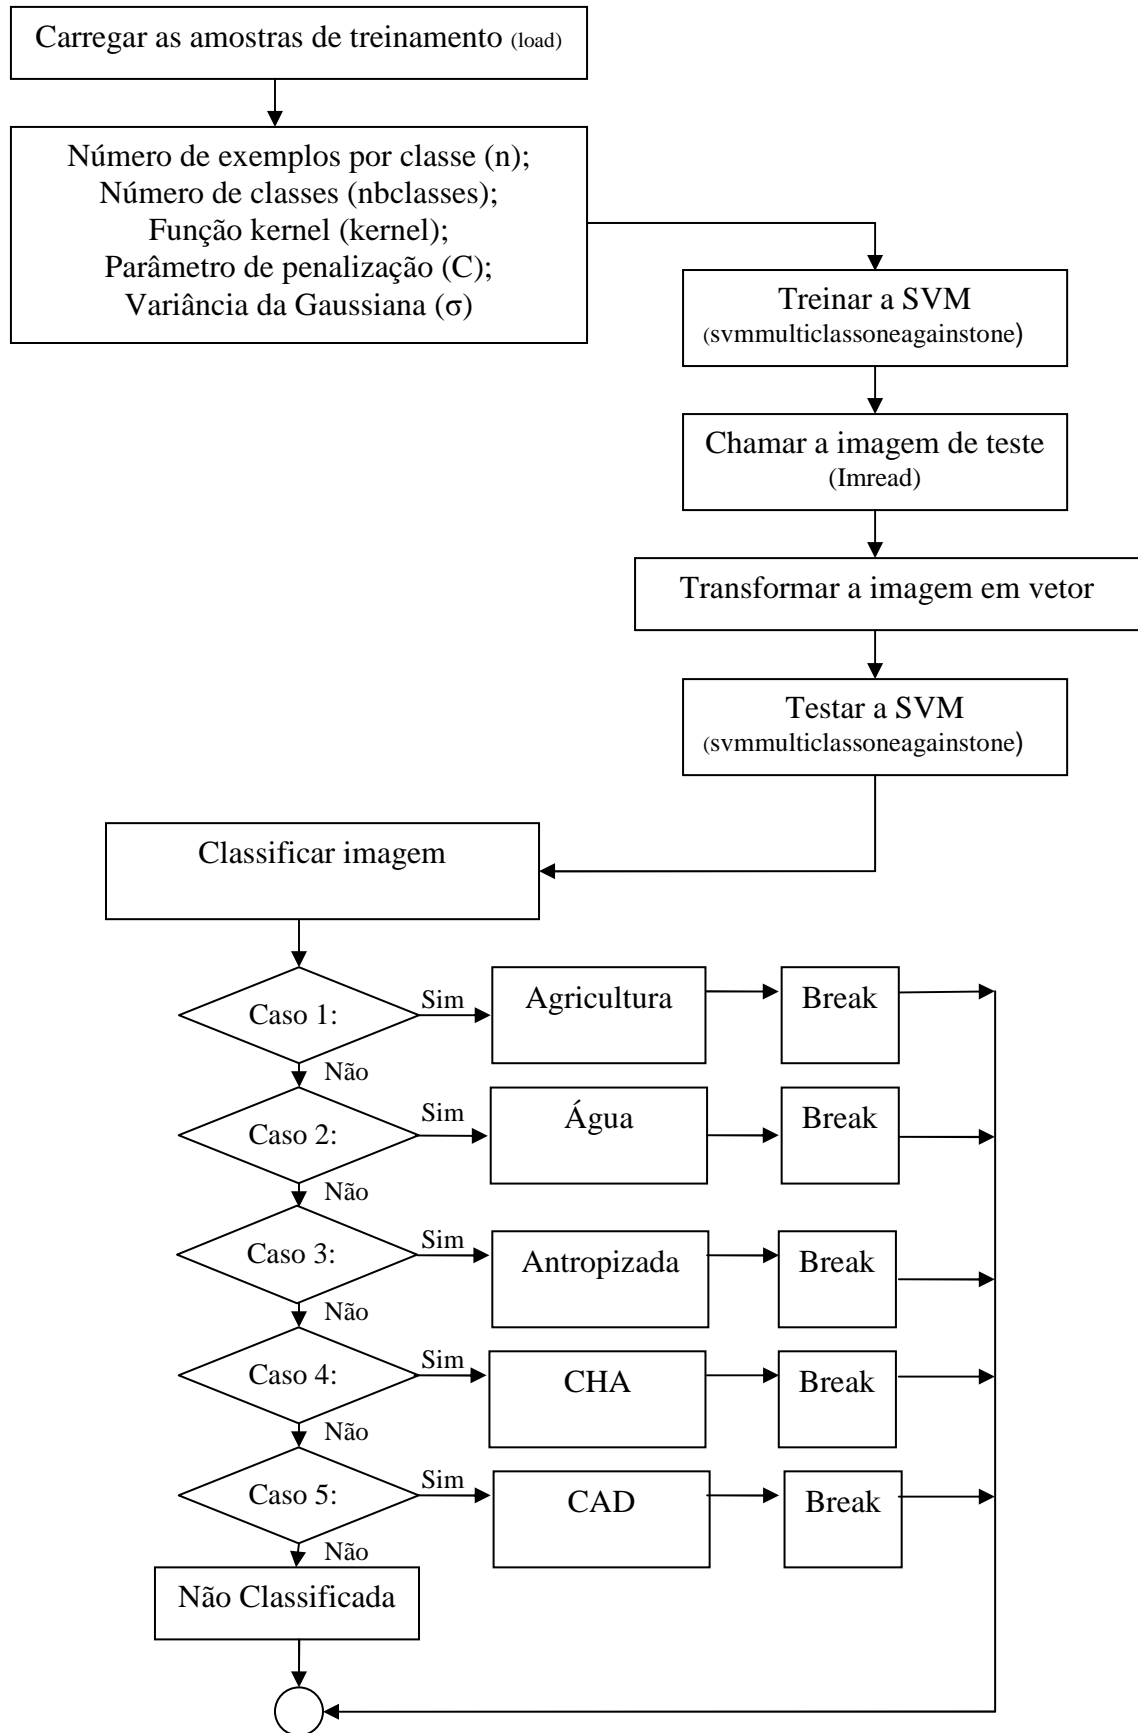 Carregar as amostras de treinamento (load)
Número de exemplos por classe (n);
Número de classes (nbclasses);
Função kernel (kernel);
Parâmetro de penalização (C);
Variância da Gaussiana (σ)
Treinar a SVM
(svmmulticlassoneagainstone)
Chamar a imagem de teste
(Imread)
Transformar a imagem em vetor
Testar a SVM
(svmmulticlassoneagainstone)
Classificar imagem
Caso 1:
Sim
Agricultura
Break
Não
Caso 2:
Sim
Água
Break
Não
Caso 3:
Sim
Antropizada
Break
Não
Caso 4:
Sim
CHA
Break
Não
Caso 5:
Sim
CAD
Break
Não
Não Classificada